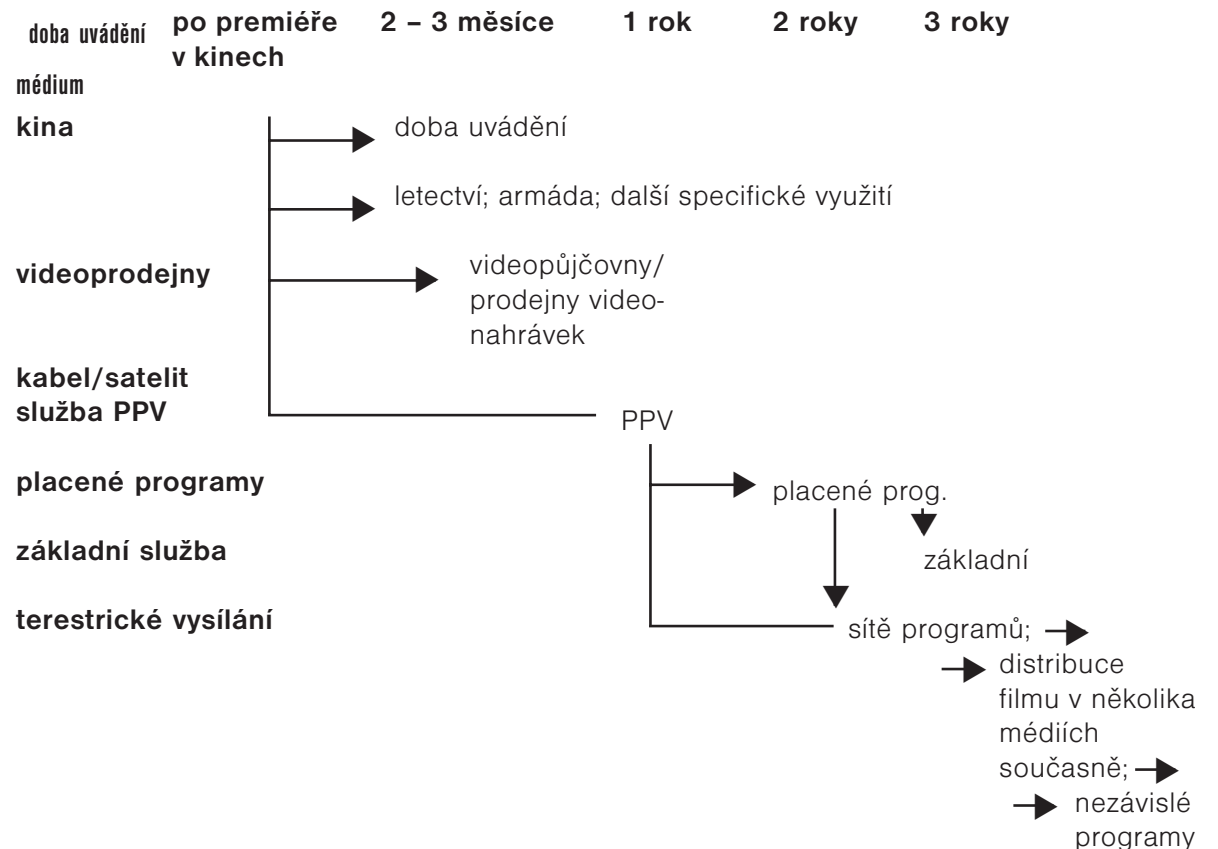 doba uvádění po premiéře 2 – 3 měsíce 1 rok 2 roky 3 roky
v kinech
médium
kina doba uvádění
letectví; armáda; další specifické využití
videoprodejny videopůjčovny/
prodejny video-
nahrávek
kabel/satelit
služba PPV PPV
placené programy placené prog.
základní služba základní
terestrické vysílání sítě programů;
distribuce
filmu v několika
médiích
současně;
nezávislé
programy